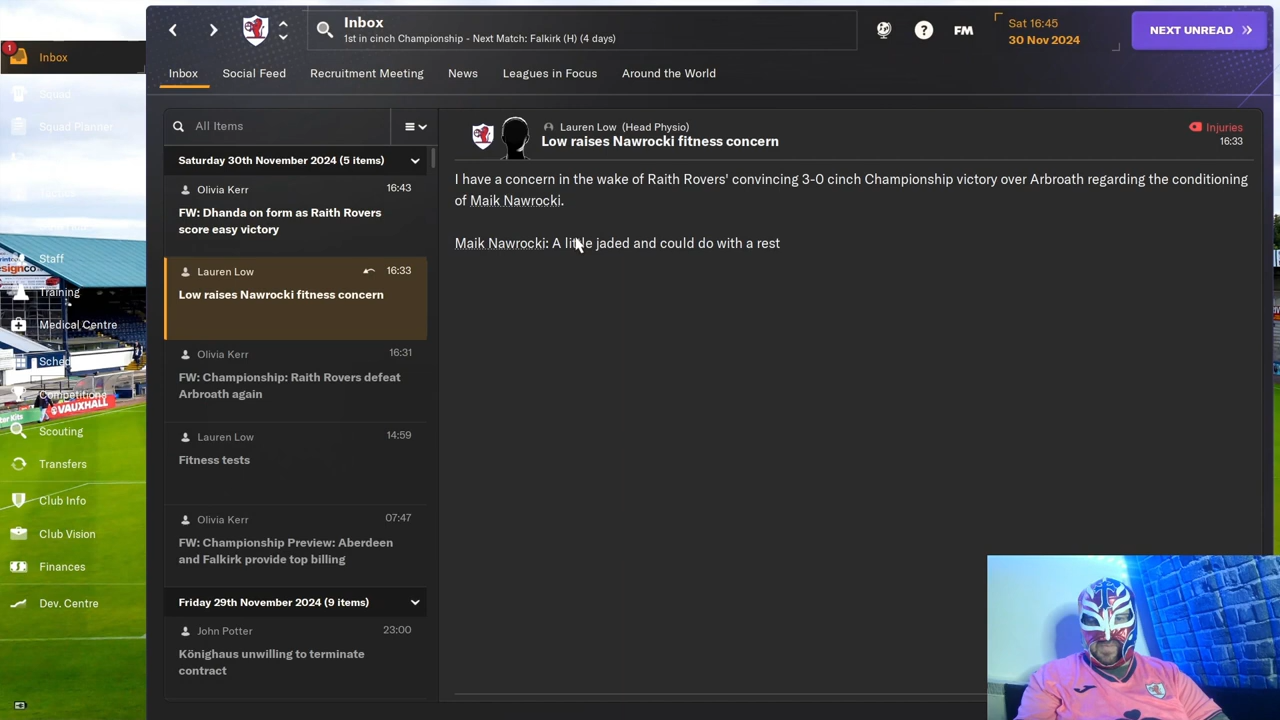 Inbox
1st in cinch Championship - Next Match: Falkirk (H) (4 days)
FM
Sat 16:45
30 Nov 2024
NEXT UNREAD
1
Inbox
Squad
Squad Planner
Staff
Training
Medical Centre
Sched
Competitions
Scouting
Transfers
Club Info
Club Vision
Finances
Dev. Centre
VAUXHALL
Inbox
Social Feed
Recruitment Meeting
News
Leagues in Focus
Around the World
All Items
Saturday 30th November 2024 (5 items)
Olivia Kerr 16:43
FW: Dhanda on form as Raith Rovers
score easy victory
Lauren Low 16:33
Low raises Nawrocki fitness concern
Olivia Kerr 16:31
FW: Championship: Raith Rovers defeat
Arbroath again
Lauren Low 14:59
Fitness tests
Olivia Kerr 07:47
FW: Championship Preview: Aberdeen
and Falkirk provide top billing
Friday 29th November 2024 (9 items)
John Potter 23:00
Könighaus unwilling to terminate
contract
Lauren Low (Head Physio)
Low raises Nawrocki fitness concern
Injuries
16:33
I have a concern in the wake of Raith Rovers' convincing 3-0 cinch Championship victory over Arbroath regarding the conditioning
of Maik Nawrocki.
Maik Nawrocki: A little jaded and could do with a rest